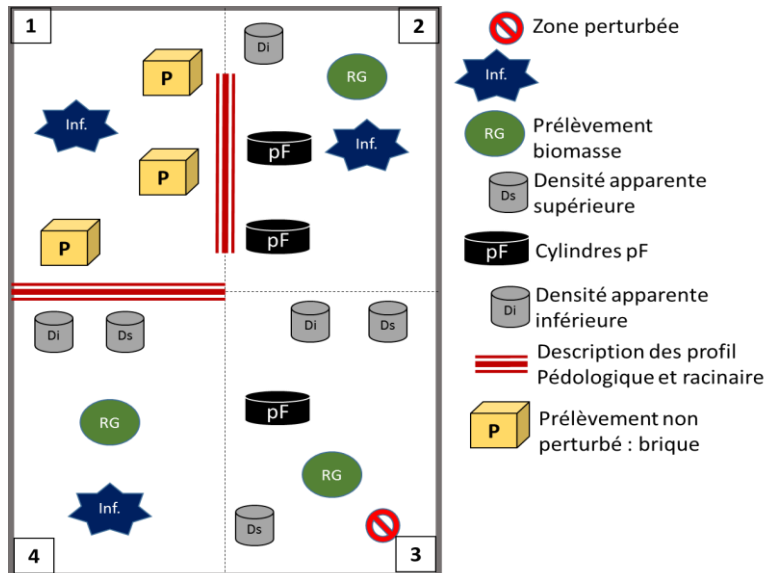 1
2
Di
P
RG
Inf.
Inf.
pF
P
pF
P
Di
Ds
Di
Ds
pF
RG
RG
Inf.
Ds
4
3
Zone perturbée
Inf.
RG
Prélèvement
biomasse
Ds
Densité apparente
supérieure
pF
Cylindres pF
Di
Densité apparente
inférieure
Description des profil
Pédologique et racinaire
P
Prélèvement non
perturbé : brique